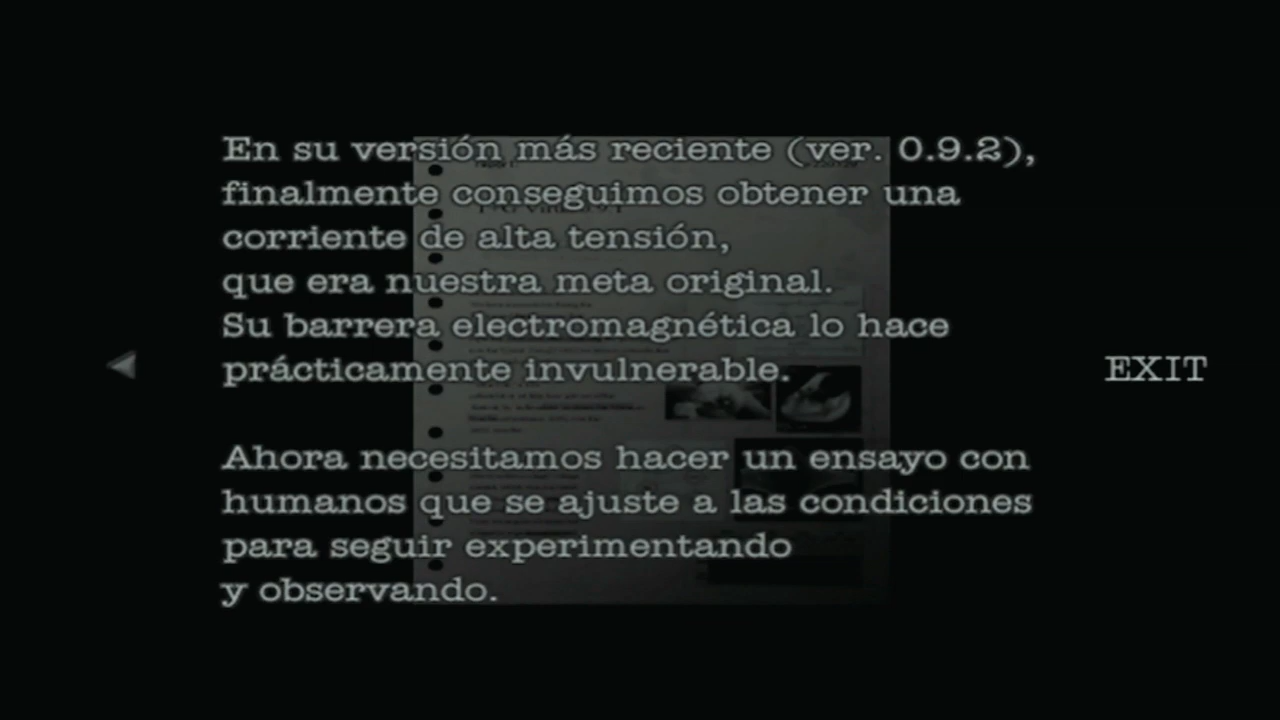 En su versión más reciente (ver. 0.9.2),
finalmente conseguimos obtener una
corriente de alta tensión,
que era nuestra meta original.
Su barrera electromagnética lo hace
prácticamente invulnerable.
EXIT
Ahora necesitamos hacer un ensayo con
humanos que se ajuste a las condiciones
para seguir experimentando
y observando.